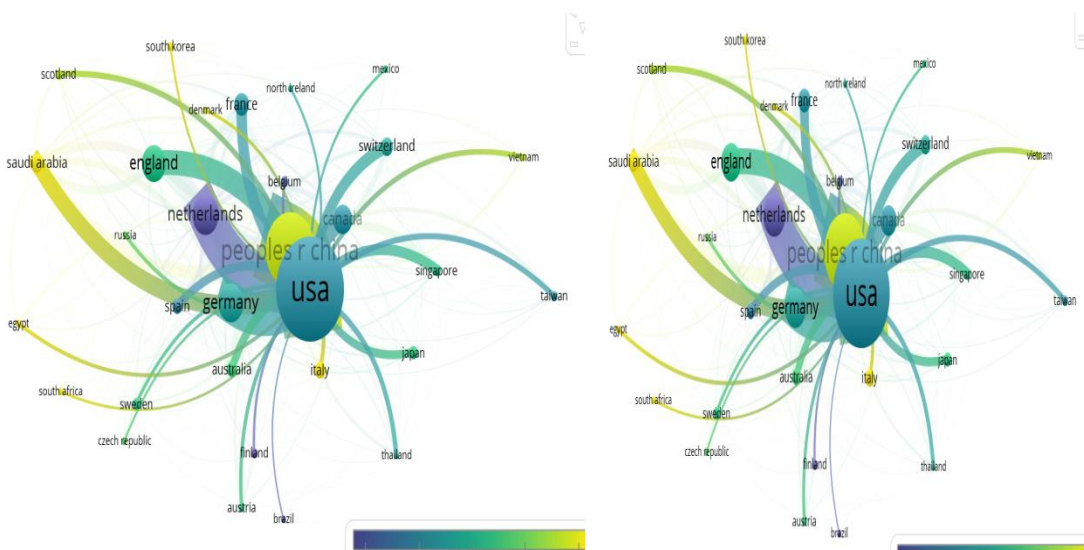 south korea
scotland
mexico
north ireland
france
denmark
england
switzerland
saudi arabia
vietnam
belgium
netherlands
canada
russia
peoples r china
singapore
usa
taiwan
germany
spain
egypt
japan
australia
italy
south africa
sweden
czech republic
finland
thailand
austria
brazil
south korea
mexico
scotland
north ireland
france
denmark
switzerland
england
saudi arabia
vietnam
belgium
netherlands
canada
russia
peoples r china
singapore
usa
taiwan
germany
spain
egypt
japan
australia
italy
south africa
sweden
czech republic
finland
thailand
austria
brazil